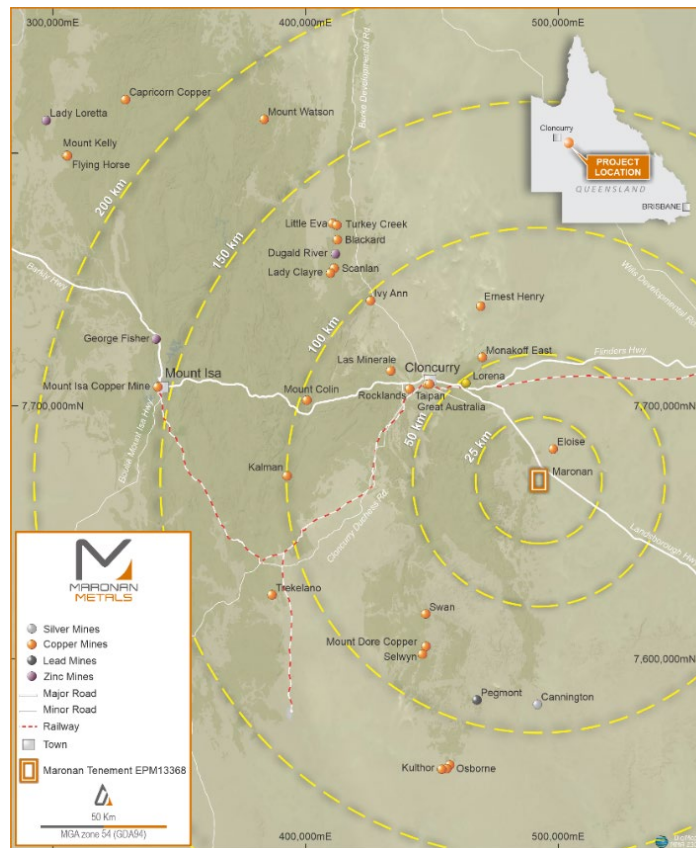 300,000mE
400,000mE
500,000mE
Burke Developmental Rd
Lady Loretta
Capricorn Copper
Mount Watson
Mount Kelly
Flying Horse
Cloncurry
PROJECT
LOCATION
QUEENSLAND
BRISBANE
200 km
150 km
100 km
50 km
25 km
Little Eva
Turkey Creek
Blackard
Dugald River
Lady Clayre
Scanlan
Ivy Ann
Ernest Henry
Wills Developmental Rd
Barkly Hwy
George Fisher
Monakoff East
Flinders Hwy
Las Minerale
Cloncurry
Mount Isa
Lorena
Mount Isa Copper Mine
Mount Colin
Rocklands
Taipan
Great Australia
7,700,000mN
7,700,000mN
Eloise
Maronan
Kalman
Cloncurry Duchess Rd.
Landsborough Hwy
Trekelano
Swan
Mount Dore Copper
Selwyn
7,600,000mN
Pegmont
Cannington
Kulthor
Osborne
MARONAN
METALS
Silver Mines
Copper Mines
Lead Mines
Zinc Mines
Major Road
Minor Road
Railway
Town
Maronan Tenement EPM13368
50 Km
MGA zone 54 (GDA94)
400,000mE
500,000mE